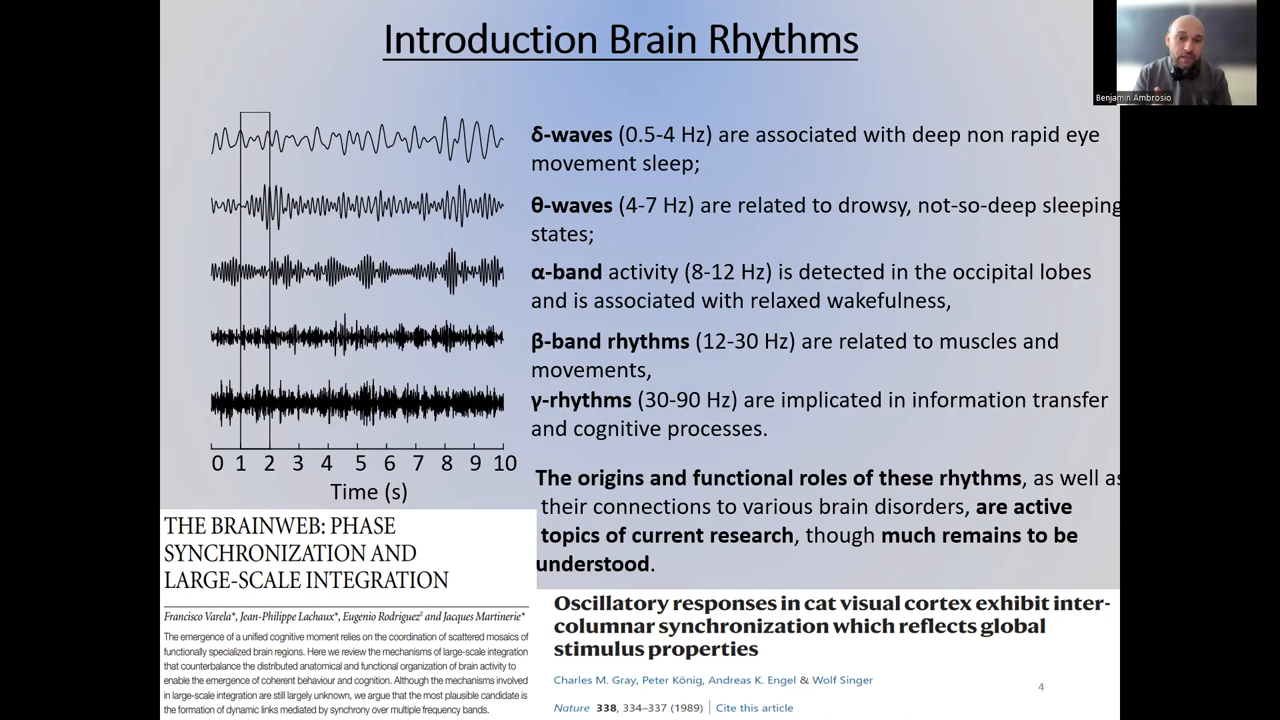 Introduction Brain Rhythms
Benjamin Ambrosio
δ-waves (0.5-4 Hz) are associated with deep non rapid eye
movement sleep;
θ-waves (4-7 Hz) are related to drowsy, not-so-deep sleeping
states;
α-band activity (8-12 Hz) is detected in the occipital lobes
and is associated with relaxed wakefulness,
β-band rhythms (12-30 Hz) are related to muscles and
movements,
γ-rhythms (30-90 Hz) are implicated in information transfer
and cognitive processes.
0 1 2 3 4 5 6 7 8 9 10
Time (s)
The origins and functional roles of these rhythms, as well as
their connections to various brain disorders, are active
topics of current research, though much remains to be
understood.
THE BRAINWEB: PHASE
SYNCHRONIZATION AND
LARGE-SCALE INTEGRATION
Francisco Varela*, Jean-Philippe Lachaux*, Eugenio Rodriguez‡ and Jacques Martinerie*
The emergence of a unified cognitive moment relies on the coordination of scattered mosaics of
functionally specialized brain regions. Here we review the mechanisms of large-scale integration
that counterbalance the distributed anatomical and functional organization of brain activity to
enable the emergence of coherent behaviour and cognition. Although the mechanisms involved
in large-scale integration are still largely unknown, we argue that the most plausible candidate is
the formation of dynamic links mediated by synchrony over multiple frequency bands.
Oscillatory responses in cat visual cortex exhibit inter-
columnar synchronization which reflects global
stimulus properties
Charles M. Gray, Peter König, Andreas K. Engel & Wolf Singer
4
Nature 338, 334–337 (1989) | Cite this article